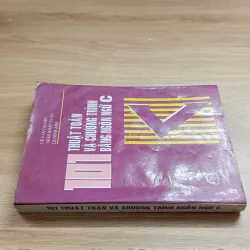 101
THUẬT TOÁN
VÀ CHƯƠNG TRÌNH
BẰNG NGÔN NGỮ C
101 THUẬT TOÁN VÀ CHƯƠNG TRÌNH NGÔN NGỮ C